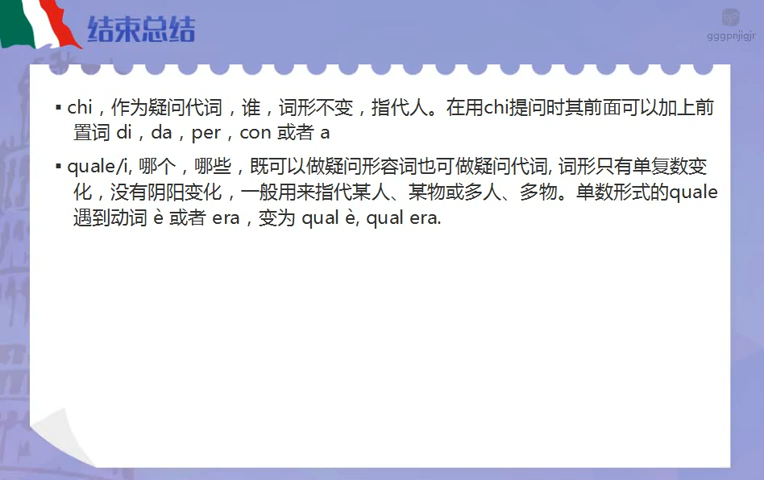 结束总结
gggpnjigjr
▪ chi，作为疑问代词，谁，词形不变，指代人。在用chi提问时其前面可以加上前
置词 di，da，per，con 或者 a
▪ quale/i, 哪个，哪些，既可以做疑问形容词也可做疑问代词, 词形只有单复数变
化，没有阴阳变化，一般用来指代某人、某物或多人、多物。单数形式的quale
遇到动词 è 或者 era，变为 qual è, qual era.